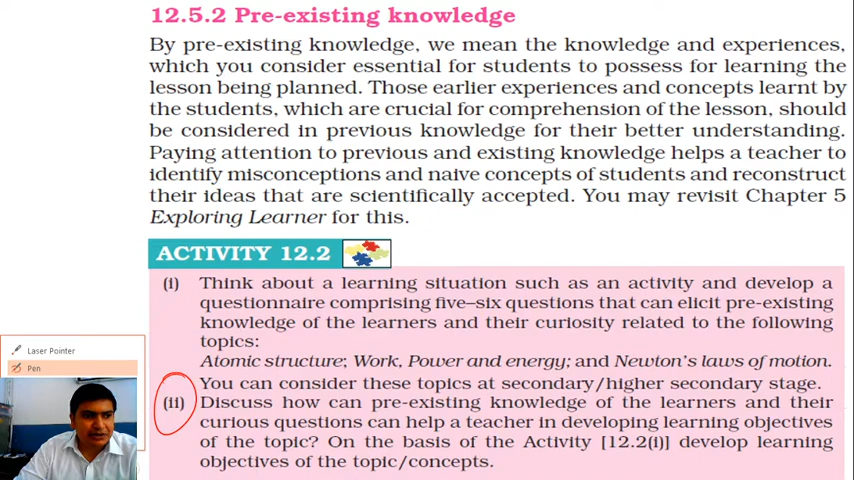 12.5.2 Pre-existing knowledge
By pre-existing knowledge, we mean the knowledge and experiences,
which you consider essential for students to possess for learning the
lesson being planned. Those earlier experiences and concepts learnt by
the students, which are crucial for comprehension of the lesson, should
be considered in previous knowledge for their better understanding.
Paying attention to previous and existing knowledge helps a teacher to
identify misconceptions and naive concepts of students and reconstruct
their ideas that are scientifically accepted. You may revisit Chapter 5
Exploring Learner for this.
ACTIVITY 12.2
(i) Think about a learning situation such as an activity and develop a
questionnaire comprising five–six questions that can elicit pre-existing
knowledge of the learners and their curiosity related to the following
topics:
Atomic structure; Work, Power and energy; and Newton's laws of motion.
You can consider these topics at secondary/higher secondary stage.
(ii) Discuss how can pre-existing knowledge of the learners and their
curious questions can help a teacher in developing learning objectives
of the topic? On the basis of the Activity [12.2(i)] develop learning
objectives of the topic/concepts.
Laser Pointer
Pen